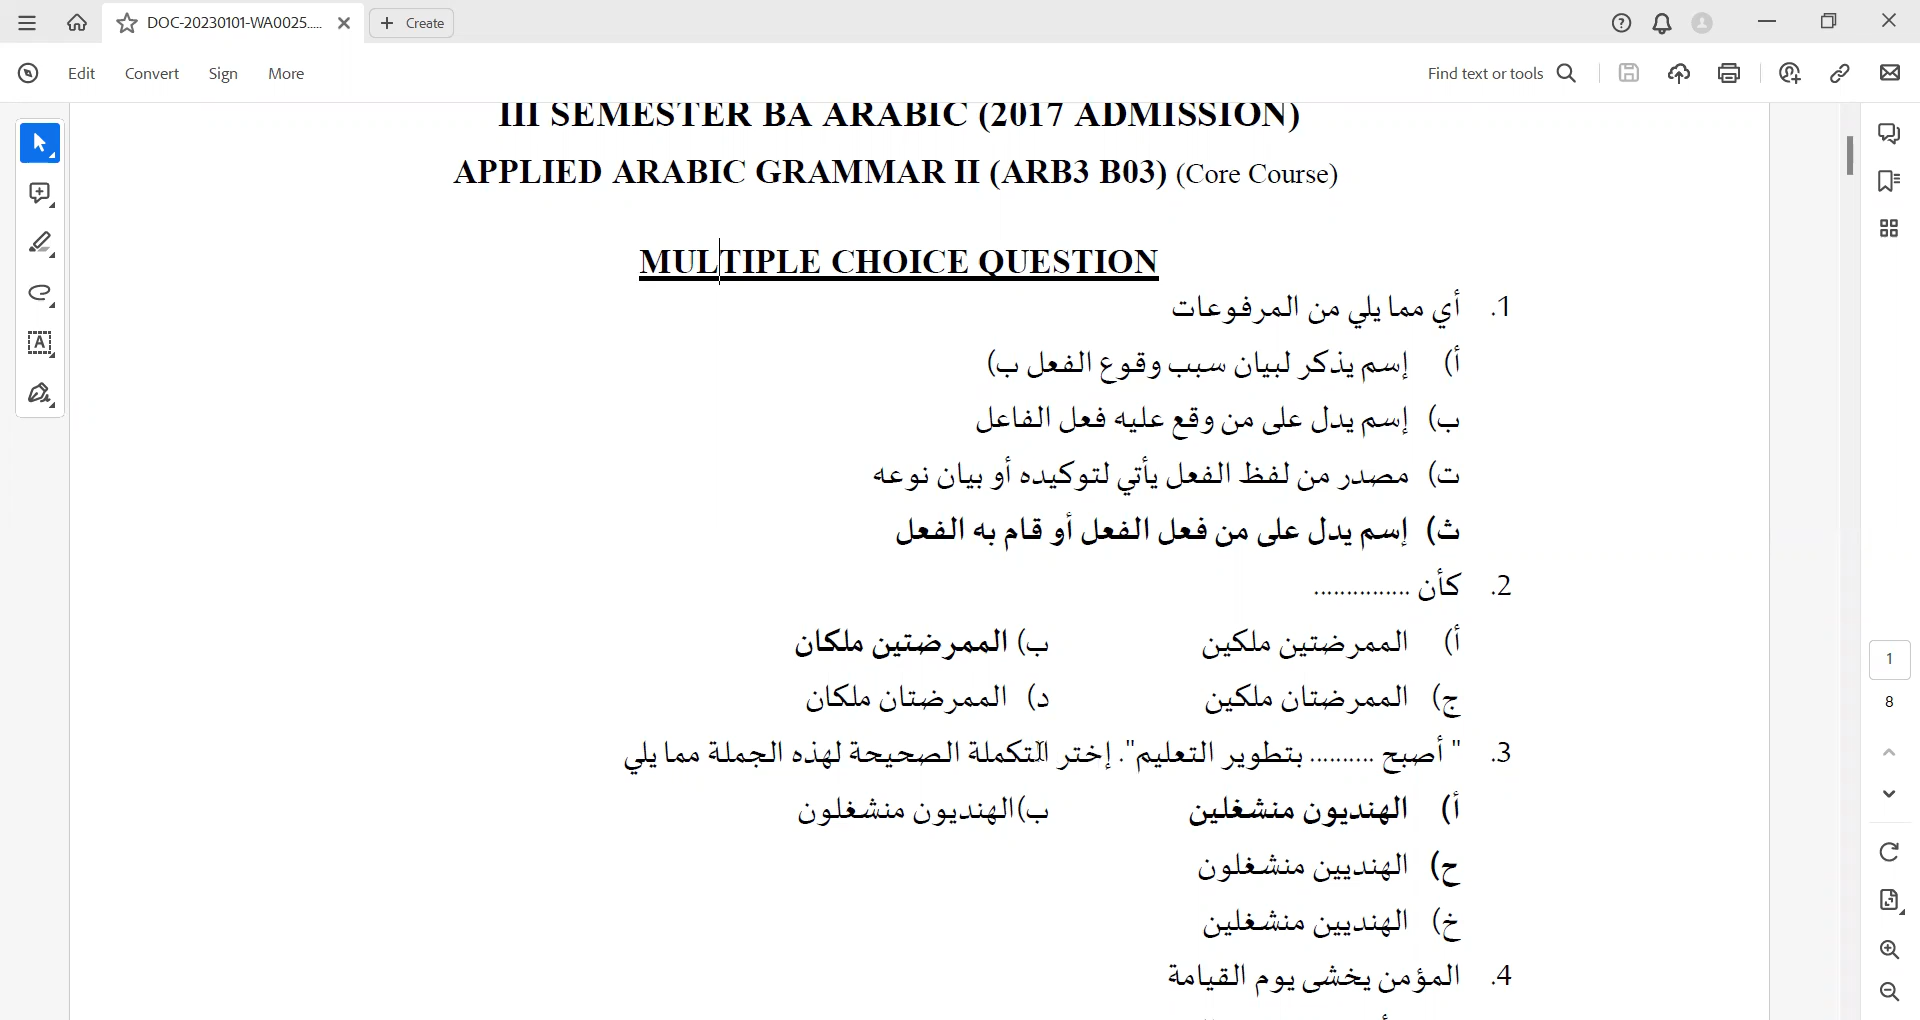 DOC-20230101-WA0025.....
Create
Edit Convert Sign More
Find text or tools
III SEMESTER BA ARABIC (2017 ADMISSION)
APPLIED ARABIC GRAMMAR II (ARB3 B03) (Core Course)
MULTIPLE CHOICE QUESTION
1. أي مما يلي من المرفوعات
أ) إسم يذكر لبيان سبب وقوع الفعل ب)
ب) إسم يدل على من وقع عليه فعل الفاعل
ت) مصدر من لفظ الفعل يأتي لتوكيده أو بيان نوعه
ث) إسم يدل على من فعل الفعل أو قام به الفعل
2. كأن ..............
أ) الممرضتين ملكين ب) الممرضتين ملكان
ج) الممرضتان ملكين د) الممرضتان ملكان
3. " أصبح .......... بتطوير التعليم". إختر التكملة الصحيحة لهذه الجملة مما يلي
أ) الهنديون منشغلين ب)الهنديون منشغلون
ح) الهنديين منشغلون
خ) الهنديين منشغلين
4. المؤمن يخشى يوم القيامة
1
8